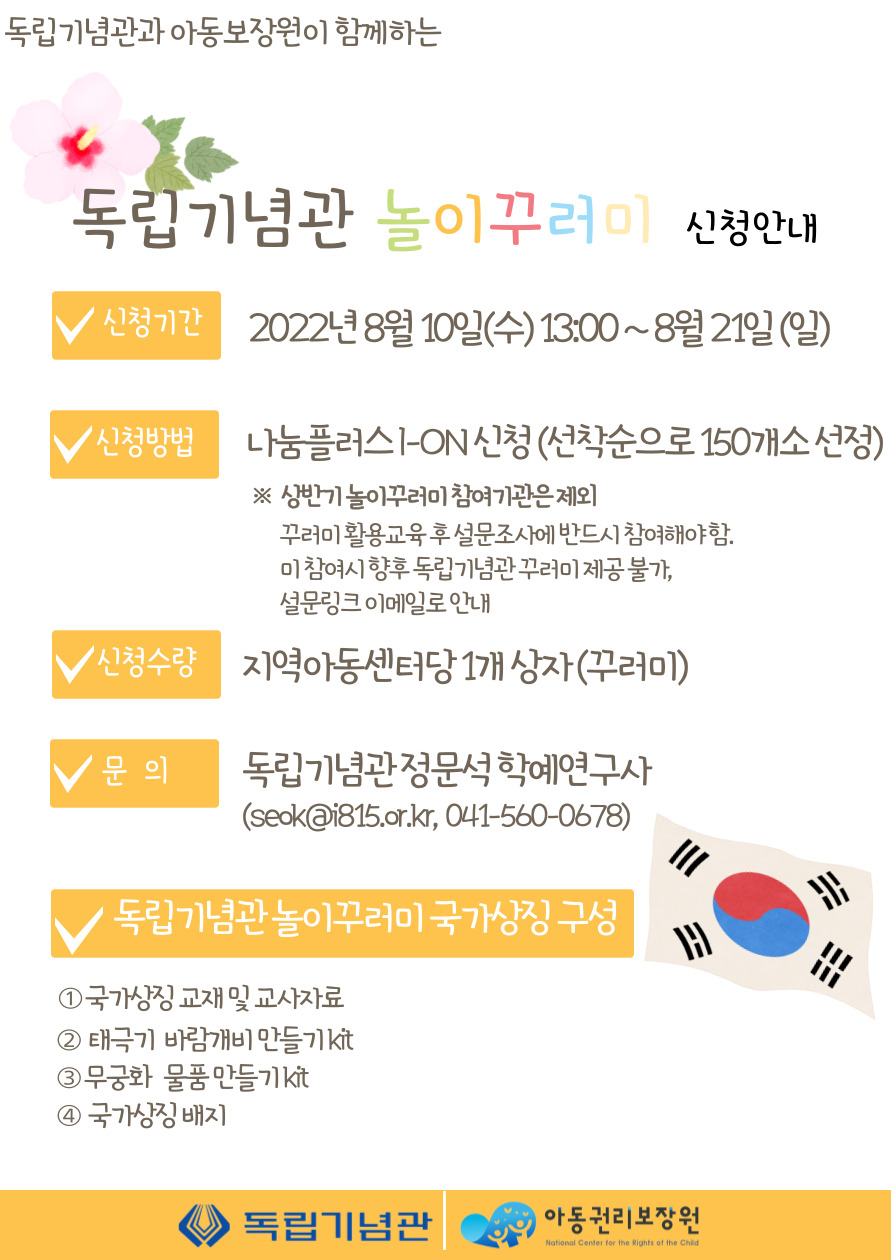 독립기념관과 아동보장원이 함께하는
독립기념관 놀이꾸러미 신청안내
신청기간 2022년 8월 10일(수) 13:00 ~ 8월 21일 (일)
신청방법 나눔플러스 I-ON 신청 (선착순으로 150개소 선정)
※ 상반기 놀이꾸러미 참여기관은 제외
꾸러미 활용교육 후 설문조사에 반드시 참여해야 함.
미 참여시 향후 독립기념관 꾸러미 제공 불가,
설문링크 이메일로 안내
신청수량 지역아동센터당 1개 상자 (꾸러미)
문 의 독립기념관 정문석 학예연구사
(seok@i815.or.kr, 041-560-0678)
독립기념관 놀이꾸러미 국가상징 구성
① 국가상징 교재 및 교사자료
② 태극기 바람개비 만들기 kit
③ 무궁화 물품 만들기 kit
④ 국가상징 배지
독립기념관 아동권리보장원
National Center for the Rights of the Child